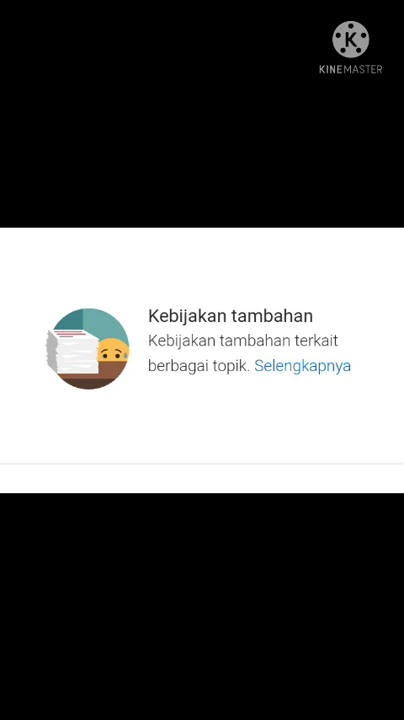 K
KINEMASTER
Kebijakan tambahan
Kebijakan tambahan terkait
berbagai topik. Selengkapnya